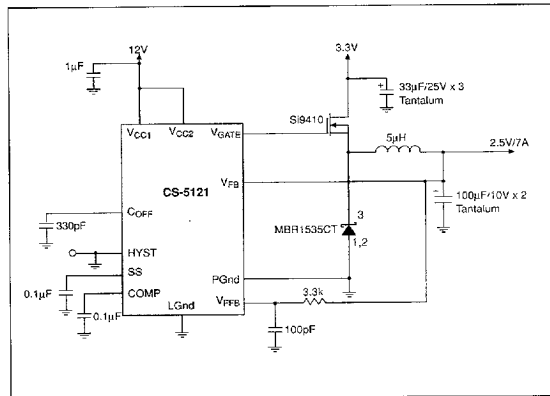 12V
1µF
3.3V
33µF/25V x 3
Tantalum
SI9410
VCC1
VCC2
VGATE
5µH
2.5V/7A
CS-5121
VFB
100µF/10V x 2
Tantalum
COFF
330pF
MBR1535CT
3
1,2
HYST
SS
PGnd
0.1µF
COMP
LGnd
VFFB
3.3k
0.1µF
100pF